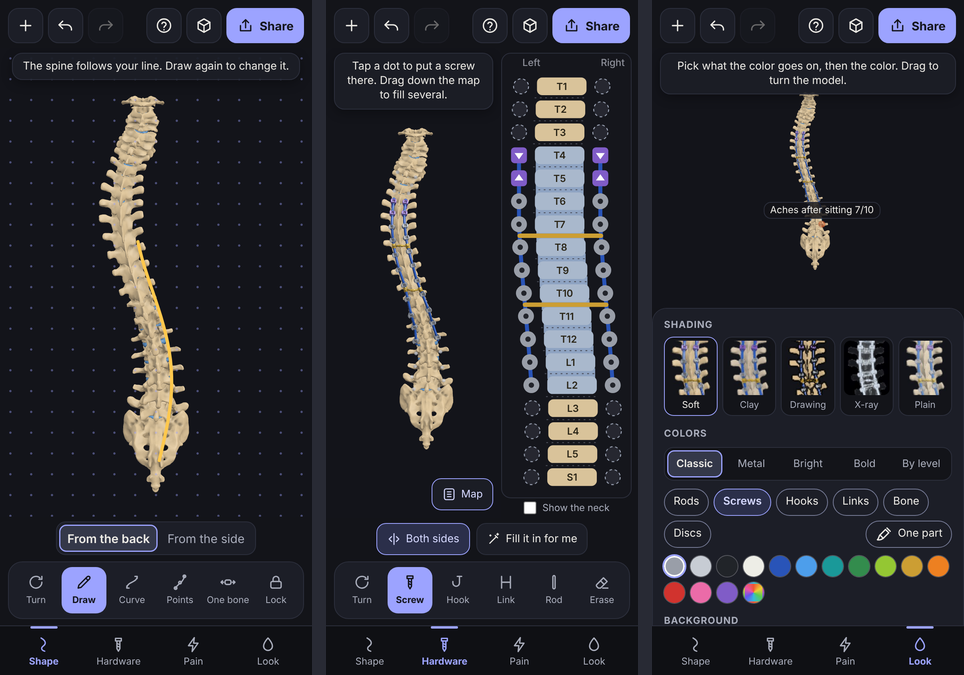 Share
The spine follows your line. Draw again to change it.
From the back
From the side
Turn
Draw
Curve
Points
One bone
Lock
Shape
Hardware
Pain
Look
Share
Tap a dot to put a screw
there. Drag down the map
to fill several.
Left
Right
T1
T2
T3
T4
T5
T6
T7
T8
T9
T10
T11
T12
L1
L2
L3
L4
L5
S1
Map
Show the neck
Both sides
Fill it in for me
Turn
Screw
Hook
Link
Rod
Erase
Shape
Hardware
Pain
Look
Share
Pick what the color goes on, then the color. Drag to
turn the model.
Aches after sitting 7/10
SHADING
Soft
Clay
Drawing
X-ray
Plain
COLORS
Classic
Metal
Bright
Bold
By level
Rods
Screws
Hooks
Links
Bone
Discs
One part
BACKGROUND
Shape
Hardware
Pain
Look